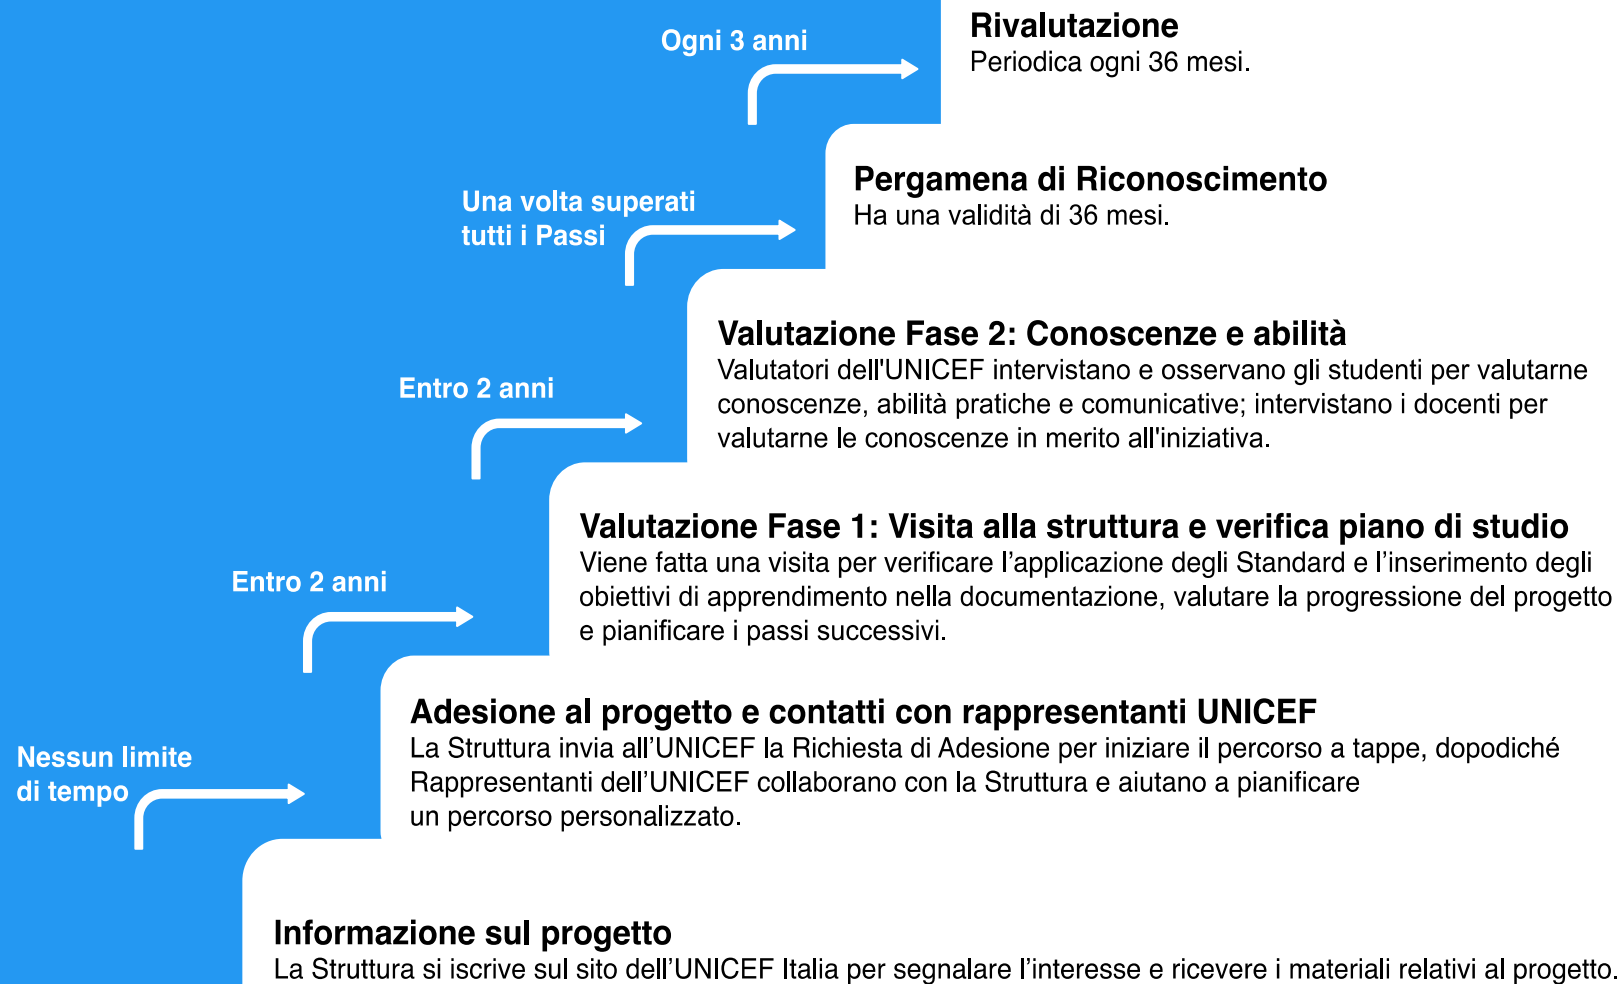 Ogni 3 anni
Rivalutazione
Periodica ogni 36 mesi.
Una volta superati
tutti i Passi
Pergamena di Riconoscimento
Ha una validità di 36 mesi.
Entro 2 anni
Valutazione Fase 2: Conoscenze e abilità
Valutatori dell'UNICEF intervistano e osservano gli studenti per valutarne
conoscenze, abilità pratiche e comunicative; intervistano i docenti per
valutarne le conoscenze in merito all'iniziativa.
Entro 2 anni
Valutazione Fase 1: Visita alla struttura e verifica piano di studio
Viene fatta una visita per verificare l’applicazione degli Standard e l’inserimento degli
obiettivi di apprendimento nella documentazione, valutare la progressione del progetto
e pianificare i passi successivi.
Nessun limite
di tempo
Adesione al progetto e contatti con rappresentanti UNICEF
La Struttura invia all’UNICEF la Richiesta di Adesione per iniziare il percorso a tappe, dopodiché
Rappresentanti dell’UNICEF collaborano con la Struttura e aiutano a pianificare
un percorso personalizzato.
Informazione sul progetto
La Struttura si iscrive sul sito dell’UNICEF Italia per segnalare l’interesse e ricevere i materiali relativi al progetto.